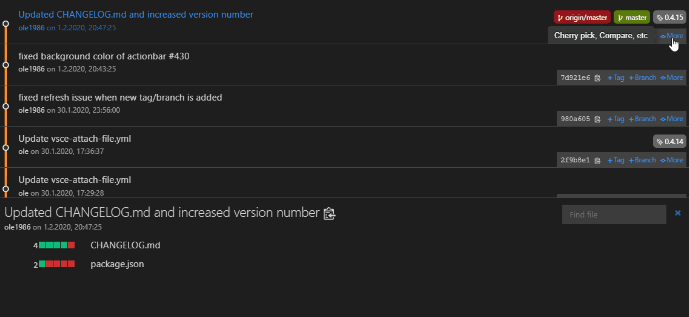 Updated CHANGELOG.md and increased version number
origin/master master 0.4.15
ole1986 on 1.2.2020, 20:47:25
Cherry pick, Compare, etc. More
fixed background color of actionbar #430
ole1986 on 1.2.2020, 20:43:25
7d921e6 +Tag +Branch More
fixed refresh issue when new tag/branch is added
ole1986 on 30.1.2020, 23:56:00
980a605 +Tag +Branch More
Update vsce-attach-file.yml
0.4.14
ole on 30.1.2020, 17:36:37
2f9b8e1 +Tag +Branch More
Update vsce-attach-file.yml
ole on 30.1.2020, 17:29:28
Updated CHANGELOG.md and increased version number
Find file
ole1986 on 1.2.2020, 20:47:25
4 CHANGELOG.md
2 package.json